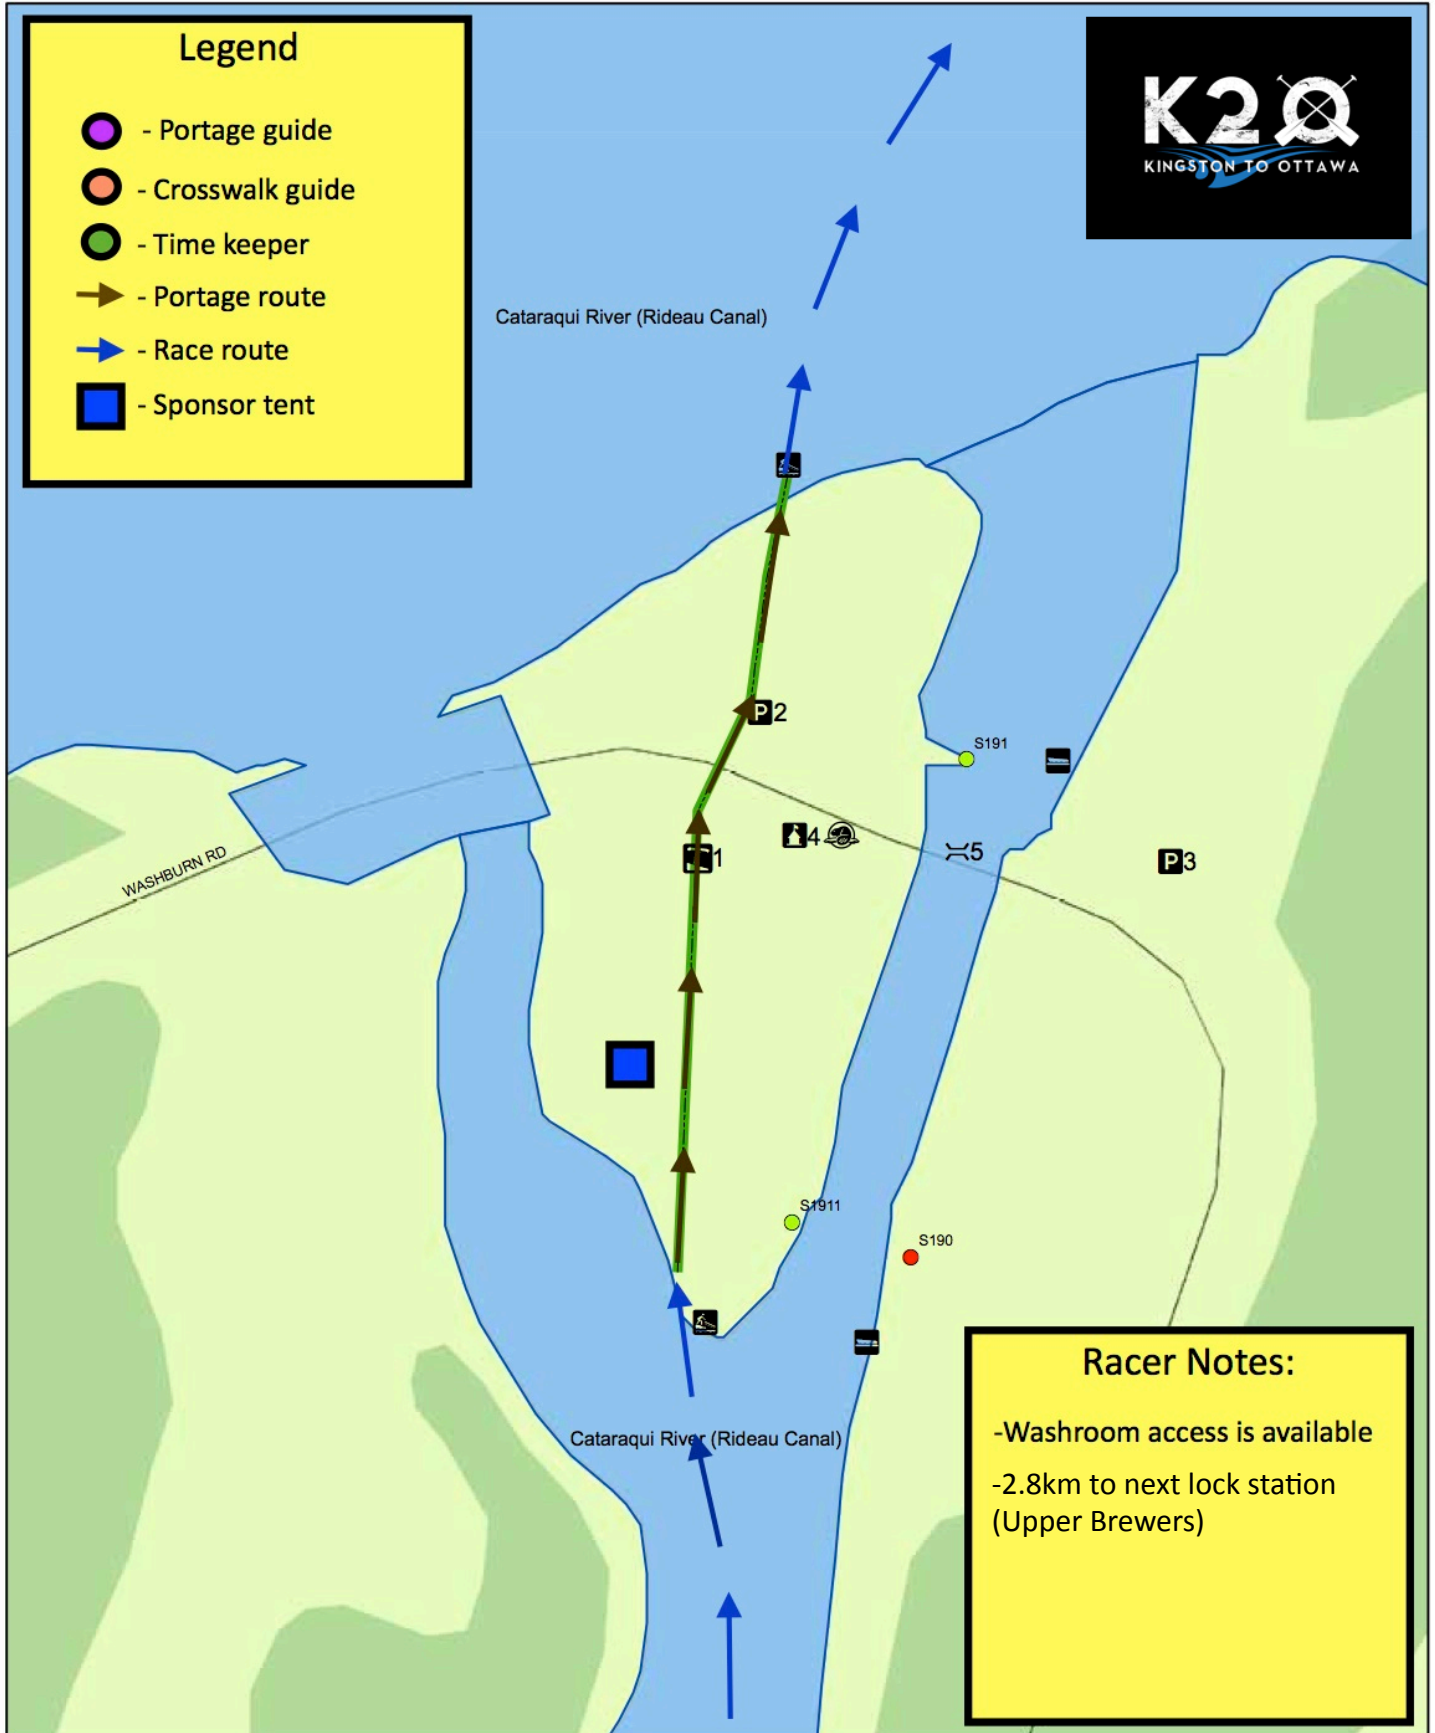 Legend
- Portage guide
- Crosswalk guide
- Time keeper
- Portage route
- Race route
- Sponsor tent
K2O
KINGSTON TO OTTAWA
Cataraqui River (Rideau Canal)
P2
S191
WASHBURN RD
1
4
5
P3
S1911
S190
Cataraqui River (Rideau Canal)
Racer Notes:
-Washroom access is available
-2.8km to next lock station
(Upper Brewers)